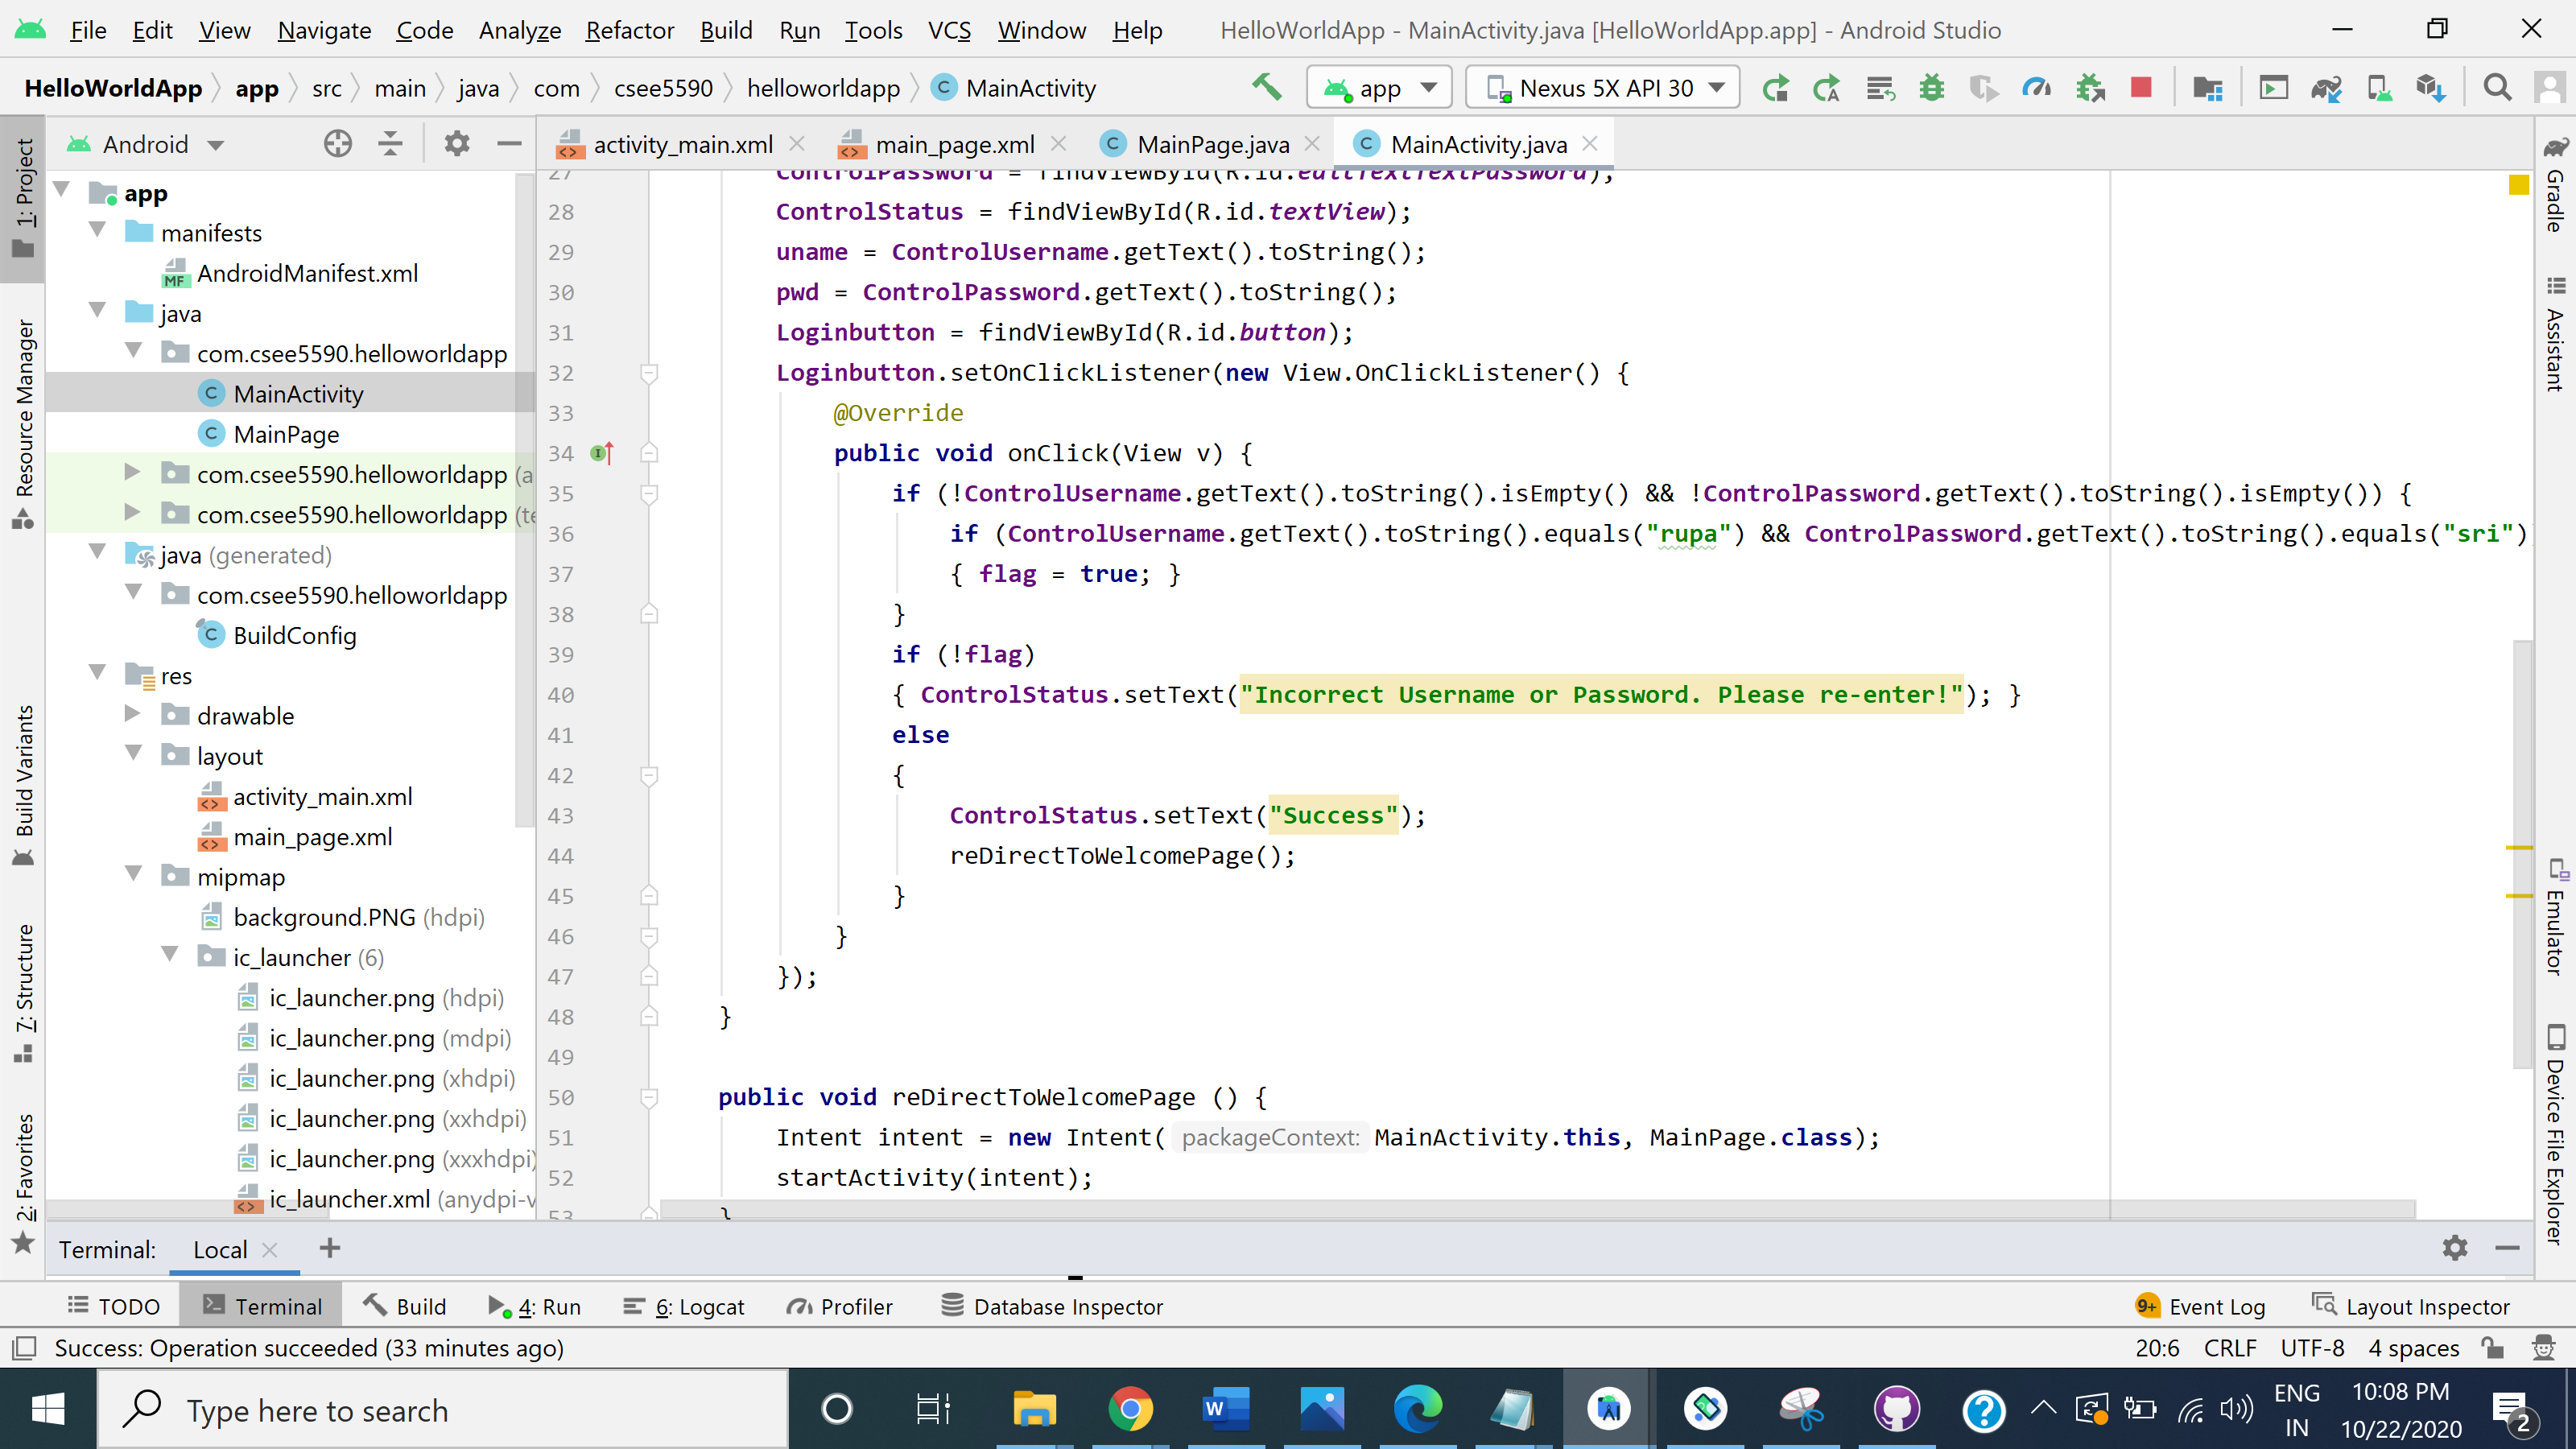 File Edit View Navigate Code Analyze Refactor Build Run Tools VCS Window Help HelloWorldApp - MainActivity.java [HelloWorldApp.app] - Android Studio
HelloWorldApp app src main java com csee5590 helloworldapp C MainActivity app Nexus 5X API 30
1: Project
Resource Manager
Build Variants
7: Structure
2: Favorites
Android
app
manifests
MF AndroidManifest.xml
java
com.csee5590.helloworldapp
C MainActivity
C MainPage
com.csee5590.helloworldapp (a
com.csee5590.helloworldapp (te
java (generated)
com.csee5590.helloworldapp
C BuildConfig
res
drawable
layout
activity_main.xml
main_page.xml
mipmap
background.PNG (hdpi)
ic_launcher (6)
ic_launcher.png (hdpi)
ic_launcher.png (mdpi)
ic_launcher.png (xhdpi)
ic_launcher.png (xxhdpi)
ic_launcher.png (xxxhdpi)
ic_launcher.xml (anydpi-v
activity_main.xml main_page.xml C MainPage.java C MainActivity.java
27 ControlPassword = findViewById(R.id.editTextTextPassword);
28 ControlStatus = findViewById(R.id.textView);
29 uname = ControlUsername.getText().toString();
30 pwd = ControlPassword.getText().toString();
31 Loginbutton = findViewById(R.id.button);
32 Loginbutton.setOnClickListener(new View.OnClickListener() {
33 @Override
34 public void onClick(View v) {
35 if (!ControlUsername.getText().toString().isEmpty() && !ControlPassword.getText().toString().isEmpty()) {
36 if (ControlUsername.getText().toString().equals("rupa") && ControlPassword.getText().toString().equals("sri")
37 { flag = true; }
38 }
39 if (!flag)
40 { ControlStatus.setText("Incorrect Username or Password. Please re-enter!"); }
41 else
42 {
43 ControlStatus.setText("Success");
44 reDirectToWelcomePage();
45 }
46 }
47 });
48 }
49
50 public void reDirectToWelcomePage () {
51 Intent intent = new Intent( packageContext: MainActivity.this, MainPage.class);
52 startActivity(intent);
53 }
Gradle
Assistant
Emulator
Device File Explorer
Terminal: Local
TODO Terminal Build 4: Run 6: Logcat Profiler Database Inspector 9+ Event Log Layout Inspector
Success: Operation succeeded (33 minutes ago) 20:6 CRLF UTF-8 4 spaces
Type here to search
ENG
IN
10:08 PM
10/22/2020
2